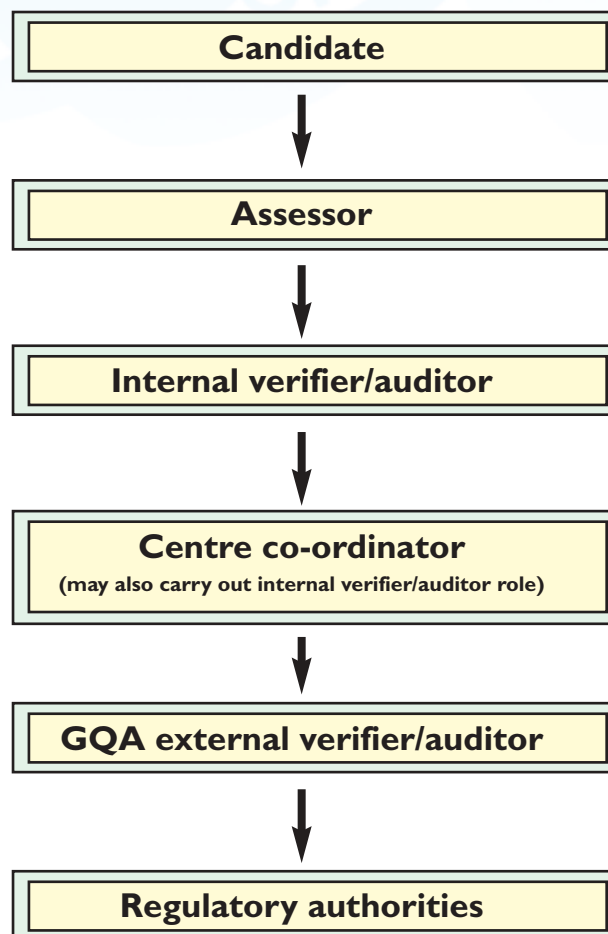 Candidate
Assessor
Internal verifier/auditor
Centre co-ordinator
(may also carry out internal verifier/auditor role)
GQA external verifier/auditor
Regulatory authorities